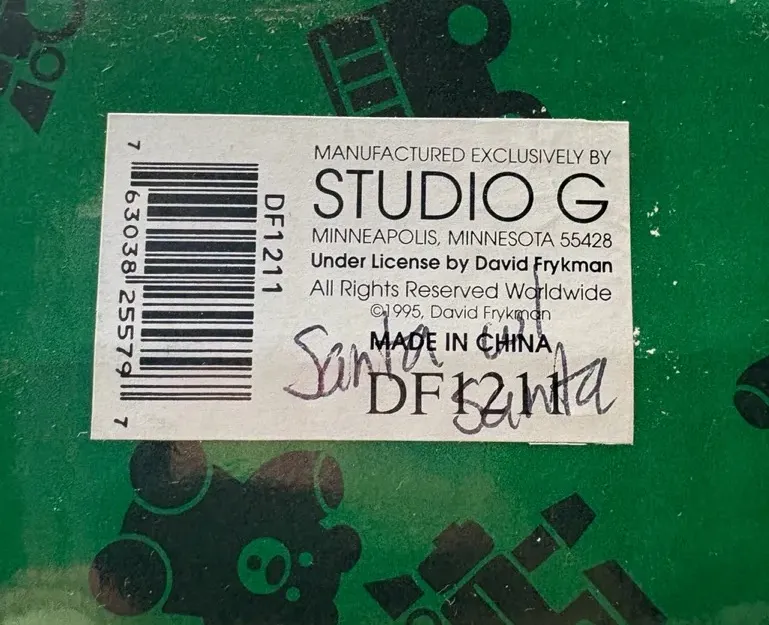 MANUFACTURED EXCLUSIVELY BY
STUDIO G
MINNEAPOLIS, MINNESOTA 55428
Under License by David Frykman
All Rights Reserved Worldwide
©1995, David Frykman
MADE IN CHINA
DF1211
Santa w/
Santa
DF1211
7 63038 25579 7